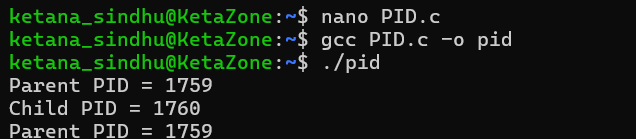 ketana_sindhu@KetaZone:~$ nano PID.c
ketana_sindhu@KetaZone:~$ gcc PID.c -o pid
ketana_sindhu@KetaZone:~$ ./pid
Parent PID = 1759
Child PID = 1760
Parent PID = 1759